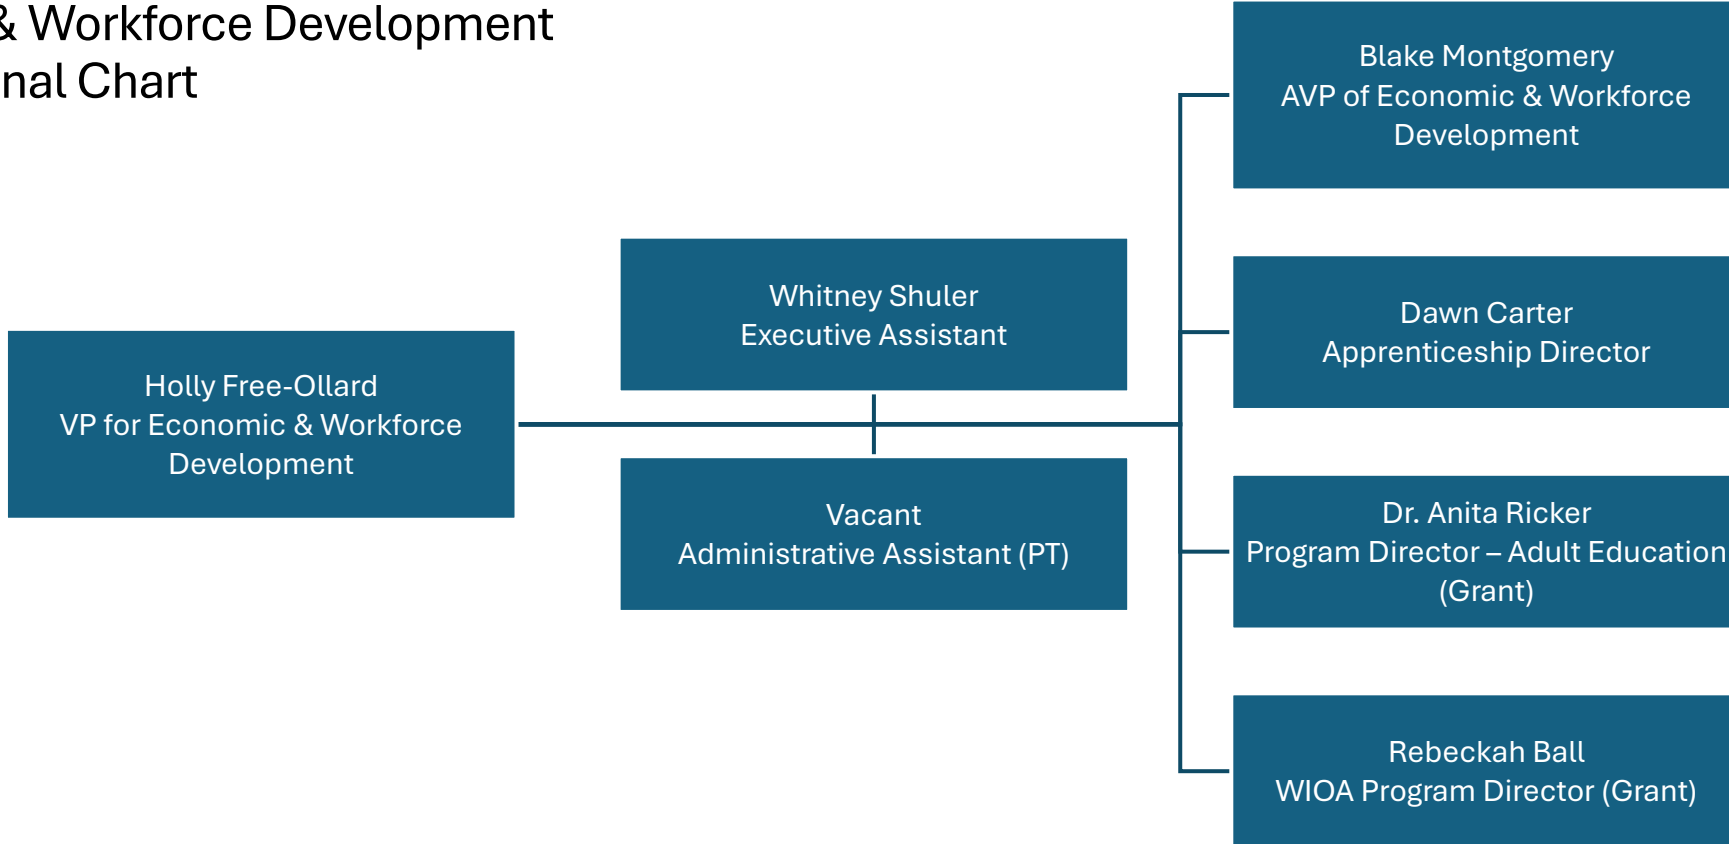 & Workforce Development
nal Chart
Blake Montgomery
AVP of Economic & Workforce
Development
Whitney Shuler
Executive Assistant
Dawn Carter
Apprenticeship Director
Holly Free-Ollard
VP for Economic & Workforce
Development
Vacant
Administrative Assistant (PT)
Dr. Anita Ricker
Program Director – Adult Education
(Grant)
Rebeckah Ball
WIOA Program Director (Grant)